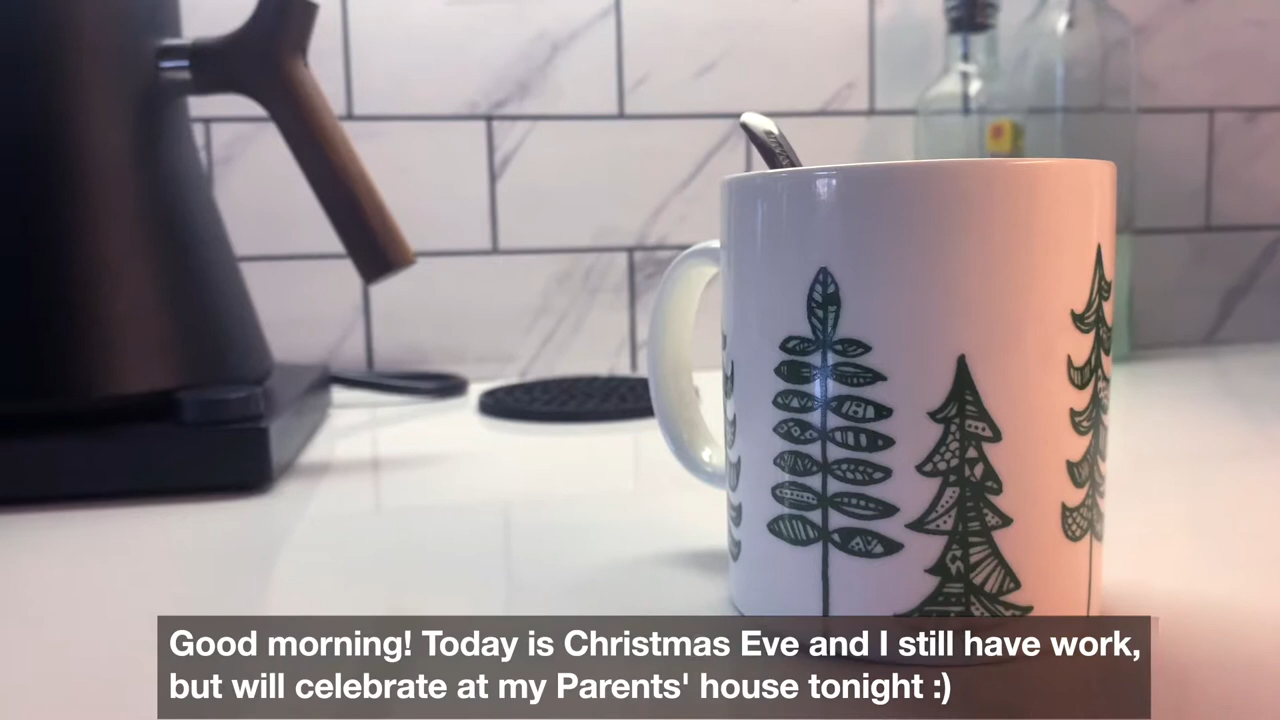 Good morning! Today is Christmas Eve and I still have work,
but will celebrate at my Parents' house tonight :)